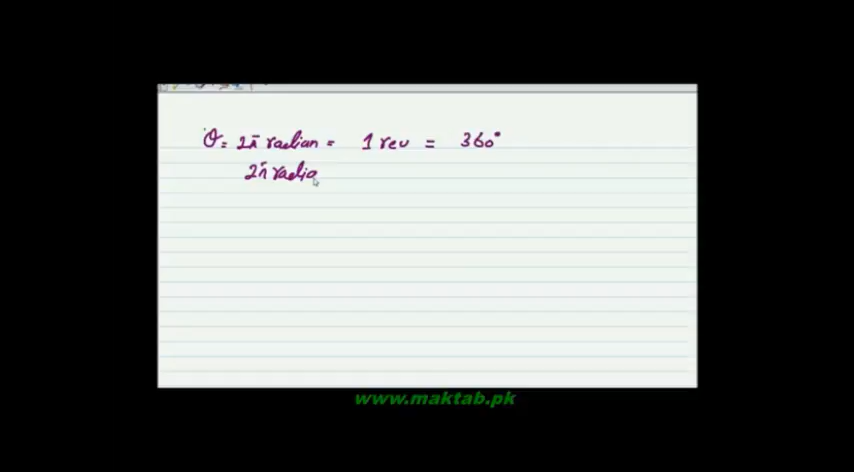 θ = 2π radian = 1 rev = 360°
2π radia
www.maktab.pk